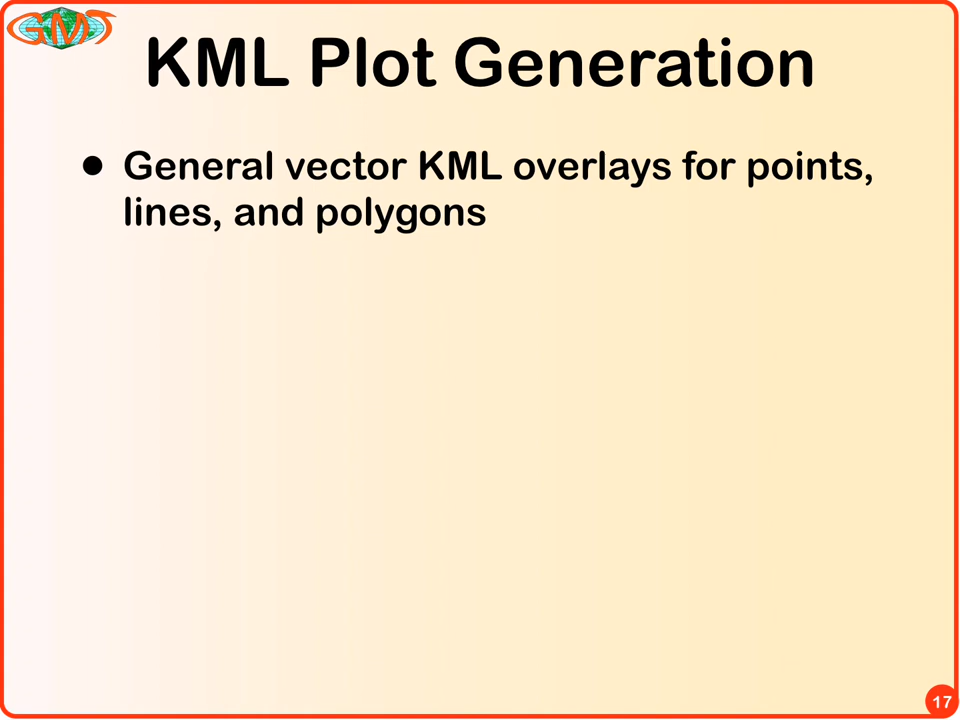 GMT
KML Plot Generation
● General vector KML overlays for points,
lines, and polygons
17